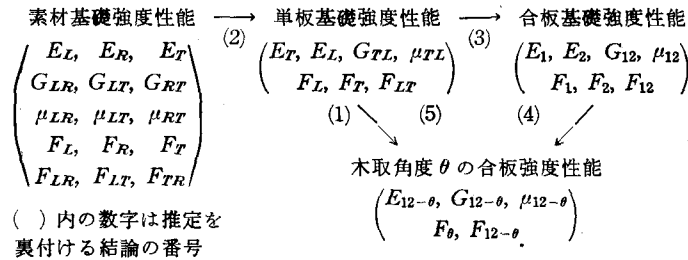 素材基礎強度性能 → 単板基礎強度性能 → 合板基礎強度性能
(2) (3)
E_L, E_R, E_T
G_LR, G_LT, G_RT
μ_LR, μ_LT, μ_RT
F_L, F_R, F_T
F_LR, F_LT, F_TR
E_T, E_L, G_TL, μ_TL
F_L, F_T, F_LT
E_1, E_2, G_12, μ_12
F_1, F_2, F_12
(1) (5) (4)
木取角度 θ の合板強度性能
E_12-θ, G_12-θ, μ_12-θ
F_θ, F_12-θ
( ) 内の数字は推定を
裏付ける結論の番号